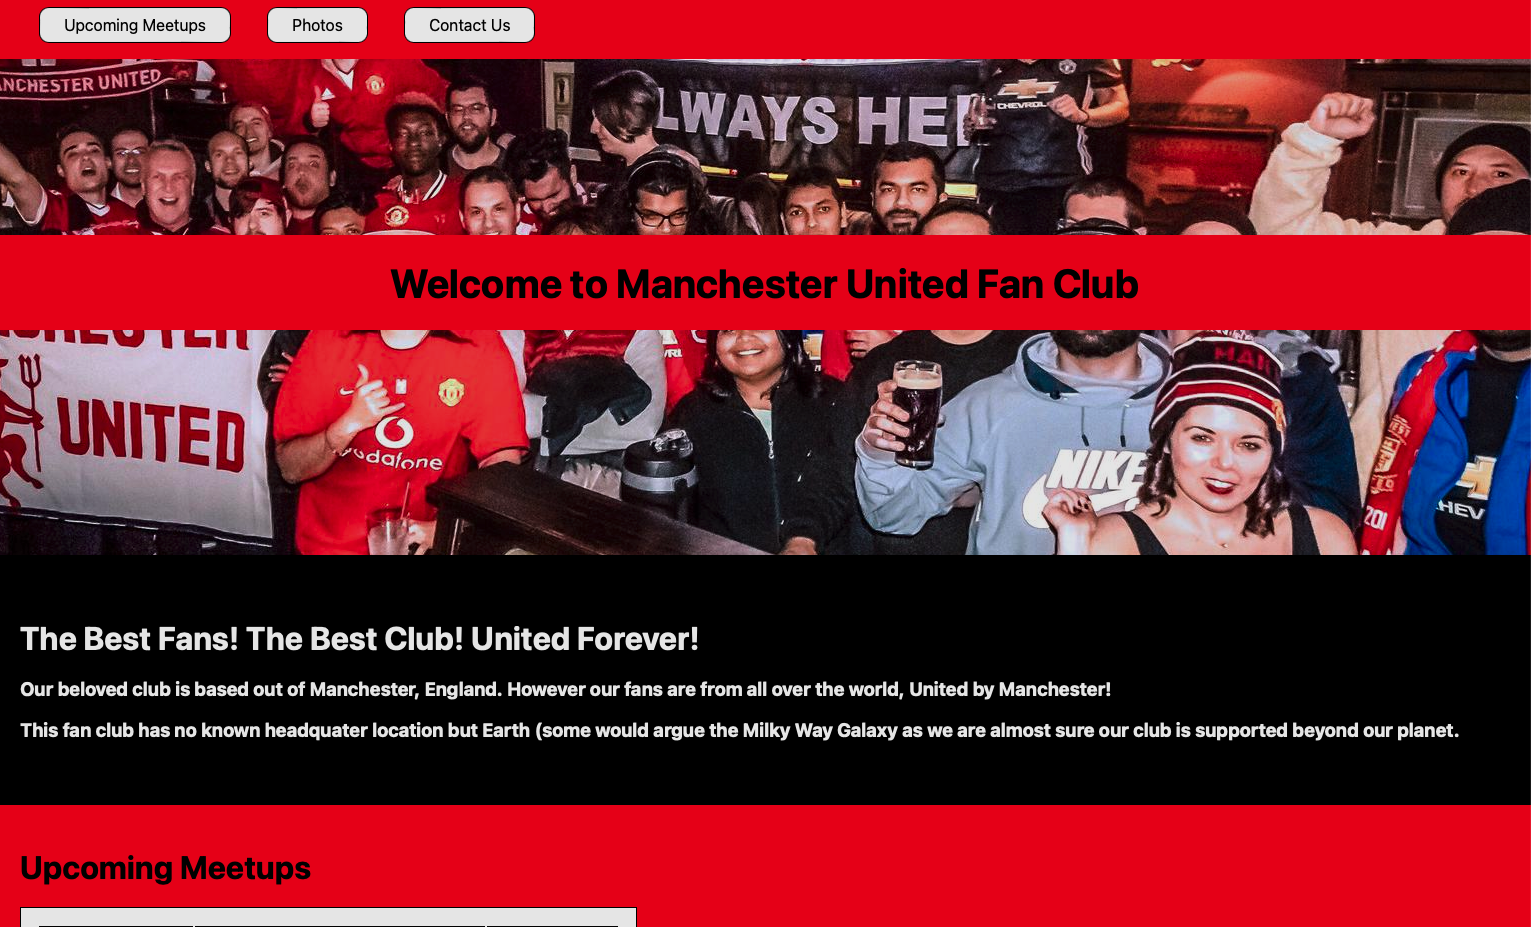 Upcoming Meetups
Photos
Contact Us
NCHESTER UNITED
LWAYS HE
CHEVROL
Welcome to Manchester United Fan Club
UNITED
vodafone
NIKE
MAN
201
HEV
The Best Fans! The Best Club! United Forever!
Our beloved club is based out of Manchester, England. However our fans are from all over the world, United by Manchester!
This fan club has no known headquater location but Earth (some would argue the Milky Way Galaxy as we are almost sure our club is supported beyond our planet.
Upcoming Meetups